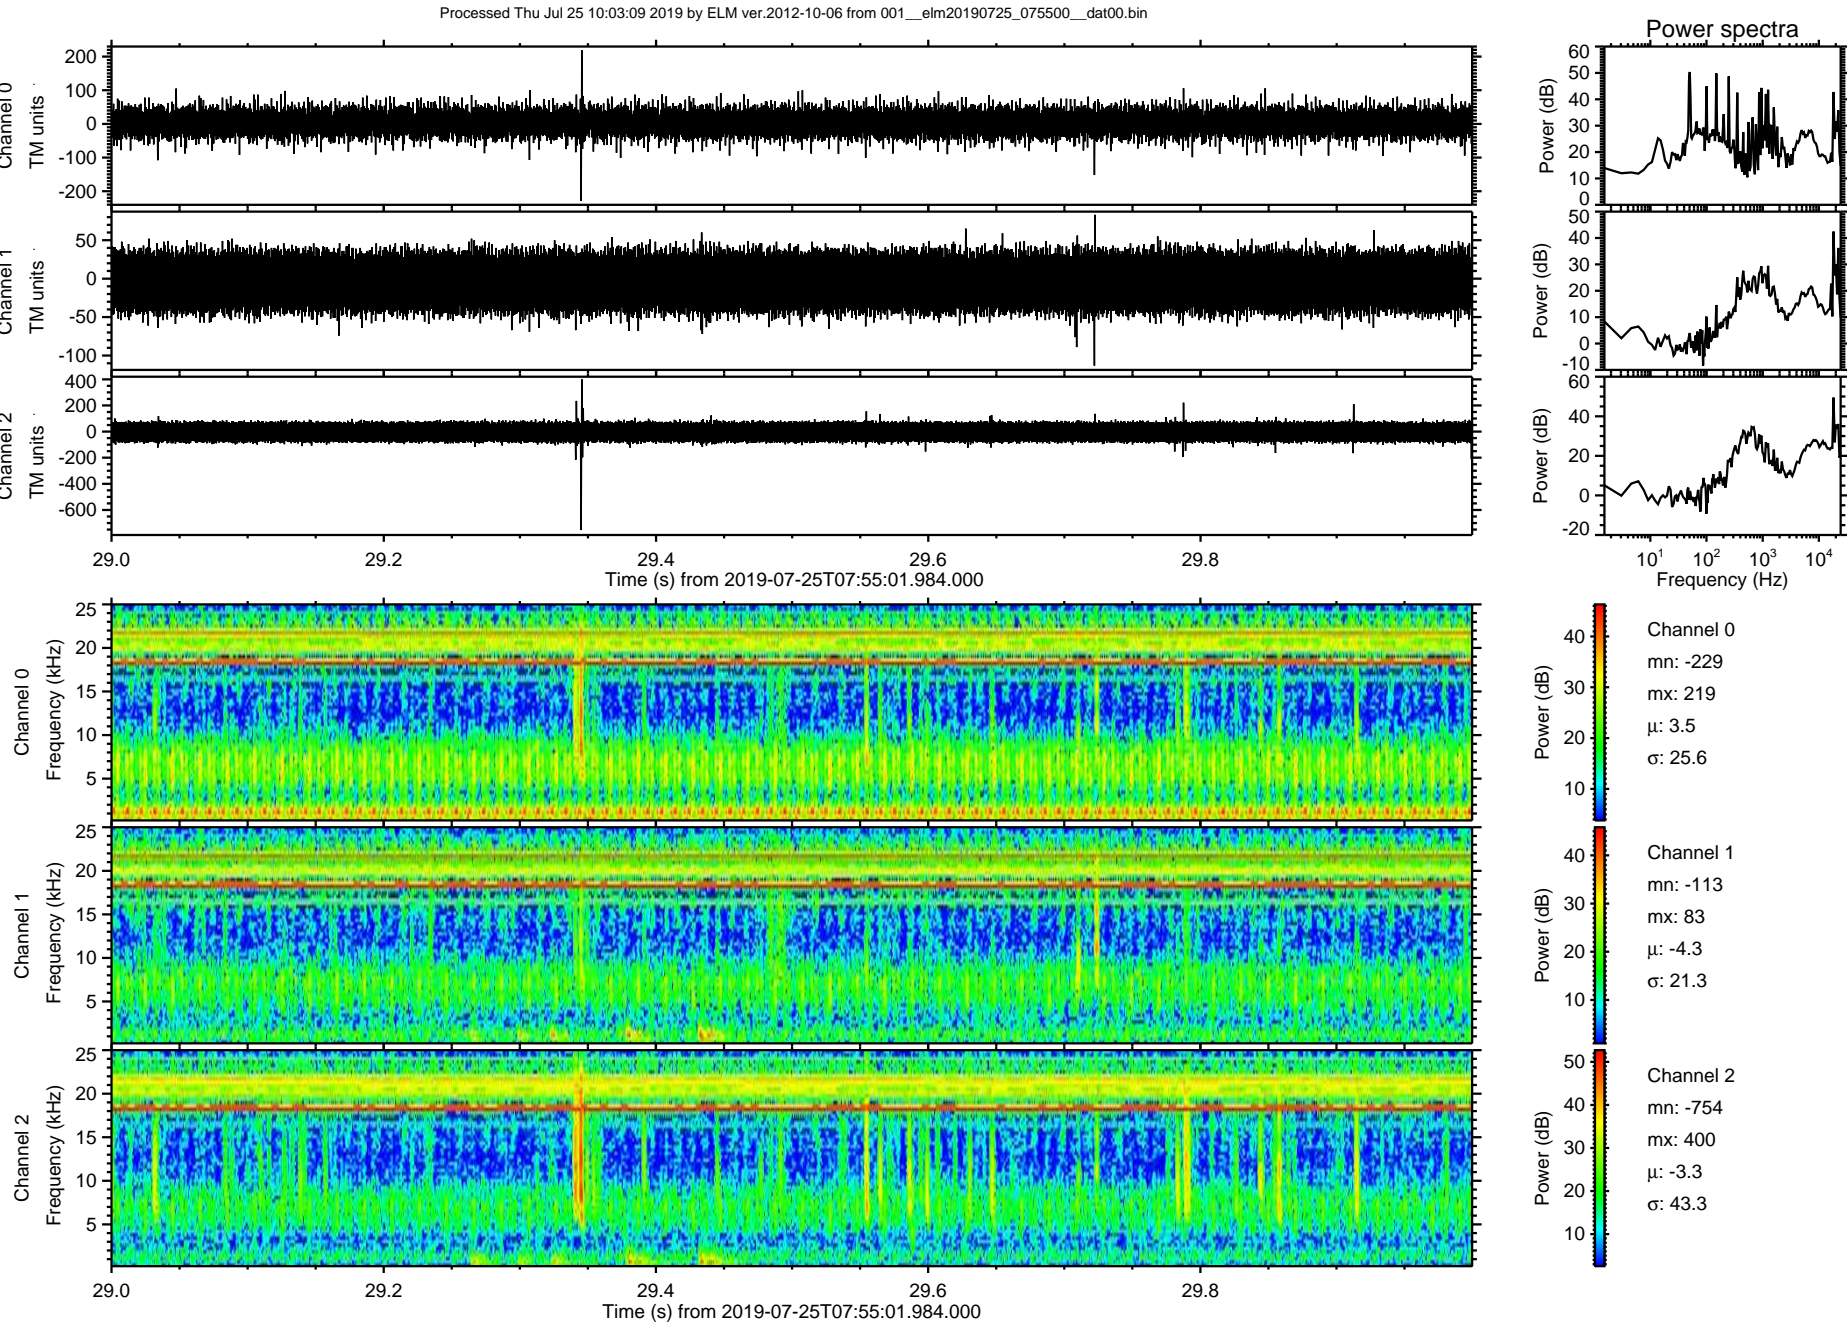 Processed Thu Jul 25 10:03:09 2019 by ELM ver.2012-10-06 from 001__elm20190725_075500__dat00.bin
Power spectra
Channel 0
TM units
200
100
0
-100
-200
Power (dB)
60
50
40
30
20
10
0
Channel 1
TM units
50
0
-50
-100
Power (dB)
50
40
30
20
10
0
-10
Channel 2
TM units
400
200
0
-200
-400
-600
Power (dB)
60
40
20
0
-20
29.0 29.2 29.4 29.6 29.8
Time (s) from 2019-07-25T07:55:01.984.000
10^1 10^2 10^3 10^4
Frequency (Hz)
Channel 0
Frequency (kHz)
25
20
15
10
5
Power (dB)
40
30
20
10
Channel 0
mn: -229
mx: 219
μ: 3.5
σ: 25.6
Channel 1
Frequency (kHz)
25
20
15
10
5
Power (dB)
40
30
20
10
Channel 1
mn: -113
mx: 83
μ: -4.3
σ: 21.3
Channel 2
Frequency (kHz)
25
20
15
10
5
Power (dB)
50
40
30
20
10
Channel 2
mn: -754
mx: 400
μ: -3.3
σ: 43.3
29.0 29.2 29.4 29.6 29.8
Time (s) from 2019-07-25T07:55:01.984.000